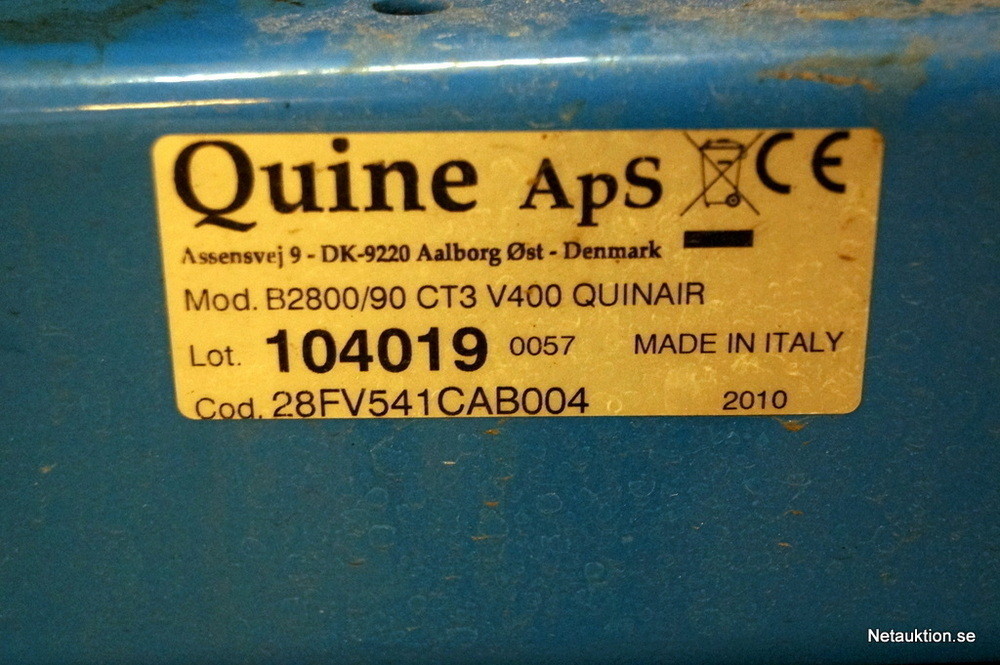 Quine ApS CE
Assensvej 9 - DK-9220 Aalborg Øst - Denmark
Mod. B2800/90 CT3 V400 QUINAIR
Lot. 104019 0057 MADE IN ITALY
Cod. 28FV541CAB004 2010
Netauktion.se